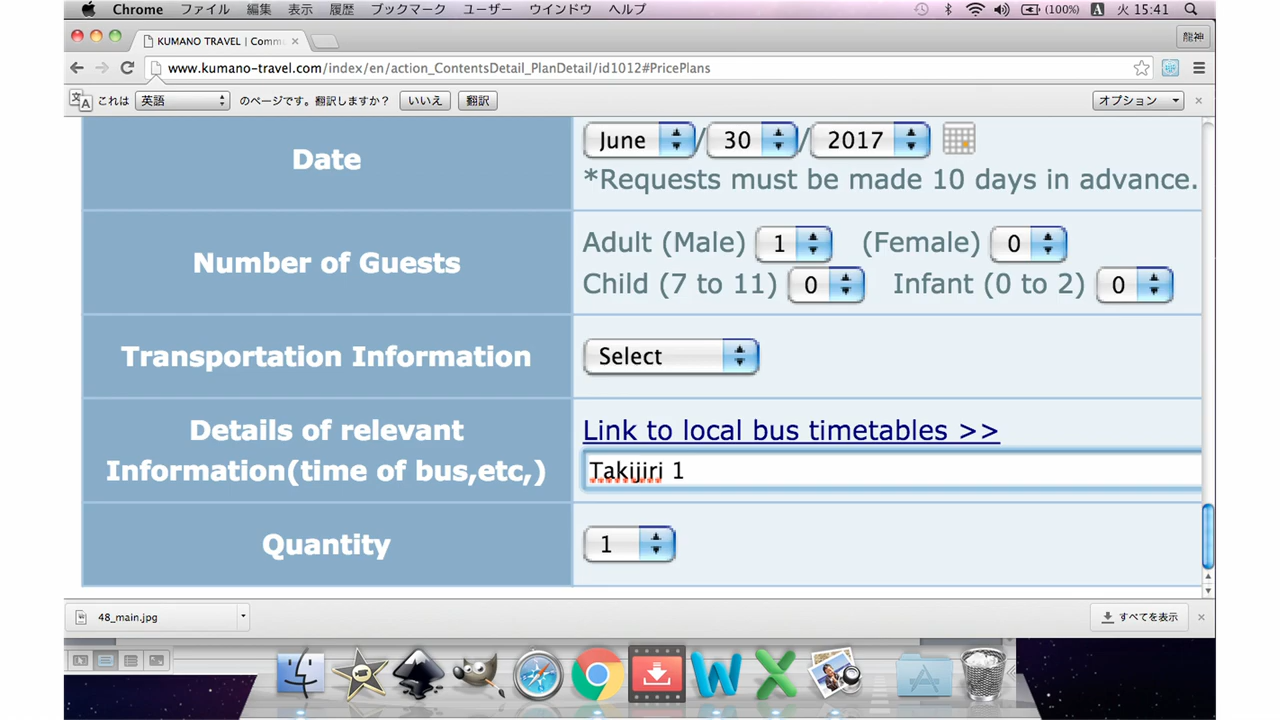 Chrome ファイル 編集 表示 履歴 ブックマーク ユーザー ウインドウ ヘルプ (100%) A 火 15:41
KUMANO TRAVEL | Commu 龍神
www.kumano-travel.com/index/en/action_ContentsDetail_PlanDetail/id1012#PricePlans
これは 英語 のページです。翻訳しますか？ いいえ 翻訳 オプション
Date
June / 30 / 2017
*Requests must be made 10 days in advance.
Number of Guests
Adult (Male) 1 (Female) 0
Child (7 to 11) 0 Infant (0 to 2) 0
Transportation Information
Select
Details of relevant
Information(time of bus,etc,)
Link to local bus timetables >>
Takijiri 1
Quantity
1
48_main.jpg すべてを表示